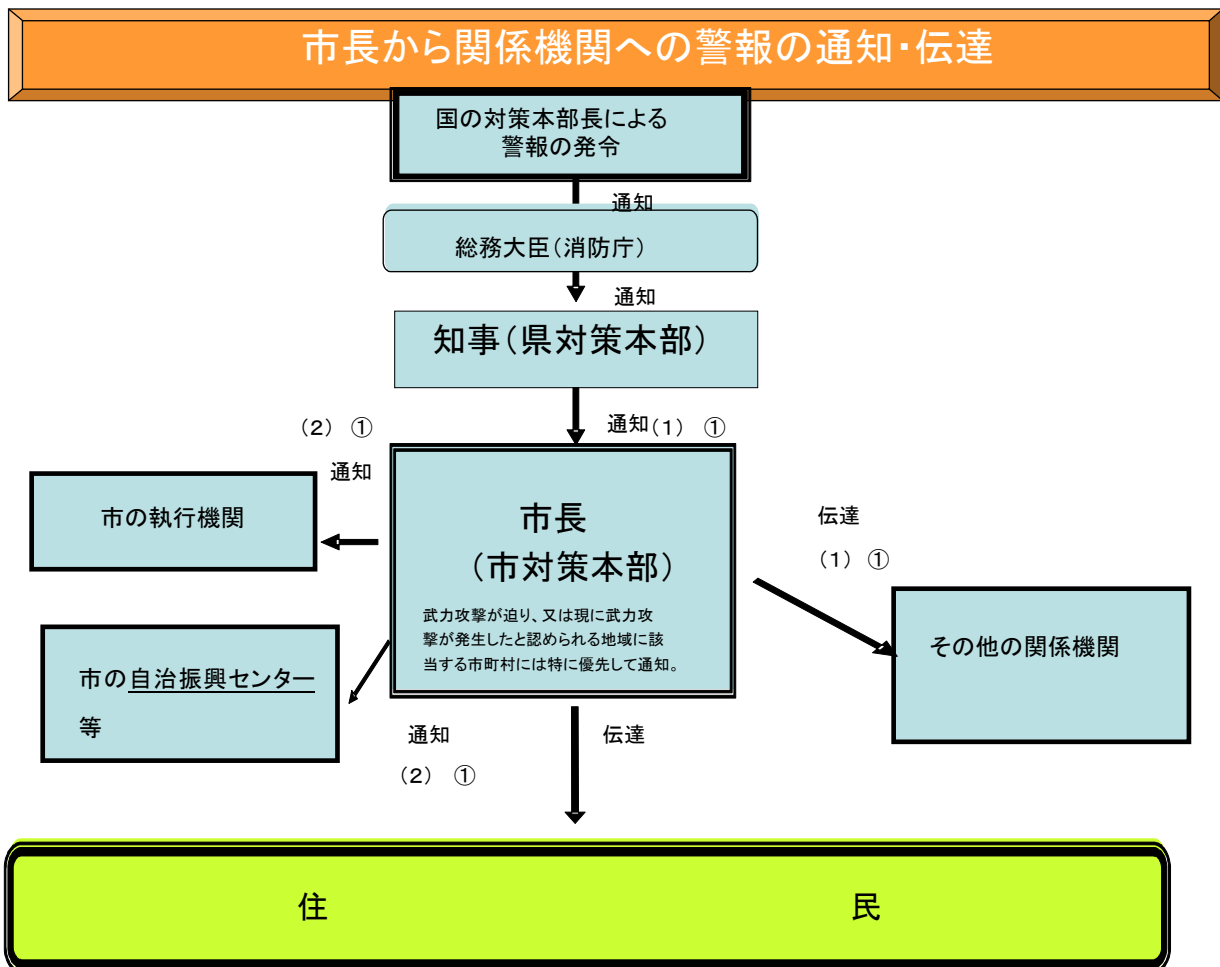 市長から関係機関への警報の通知・伝達
国の対策本部長による
警報の発令
通知
総務大臣(消防庁)
通知
知事(県対策本部)
(2) ①
通知(1) ①
通知
市の執行機関
市長
(市対策本部)
武力攻撃が迫り、又は現に武力攻
撃が発生したと認められる地域に該
当する市町村には特に優先して通知。
伝達
(1) ①
その他の関係機関
市の自治振興センター
等
通知
(2) ①
伝達
住 民